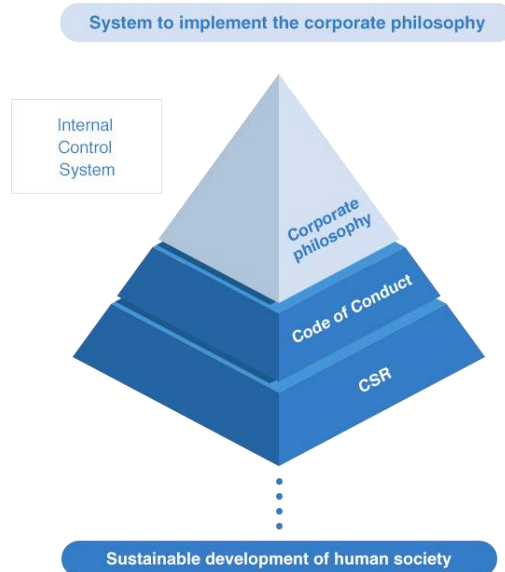 System to implement the corporate philosophy
Internal
Control
System
Corporate
philosophy
Code of Conduct
CSR
Sustainable development of human society